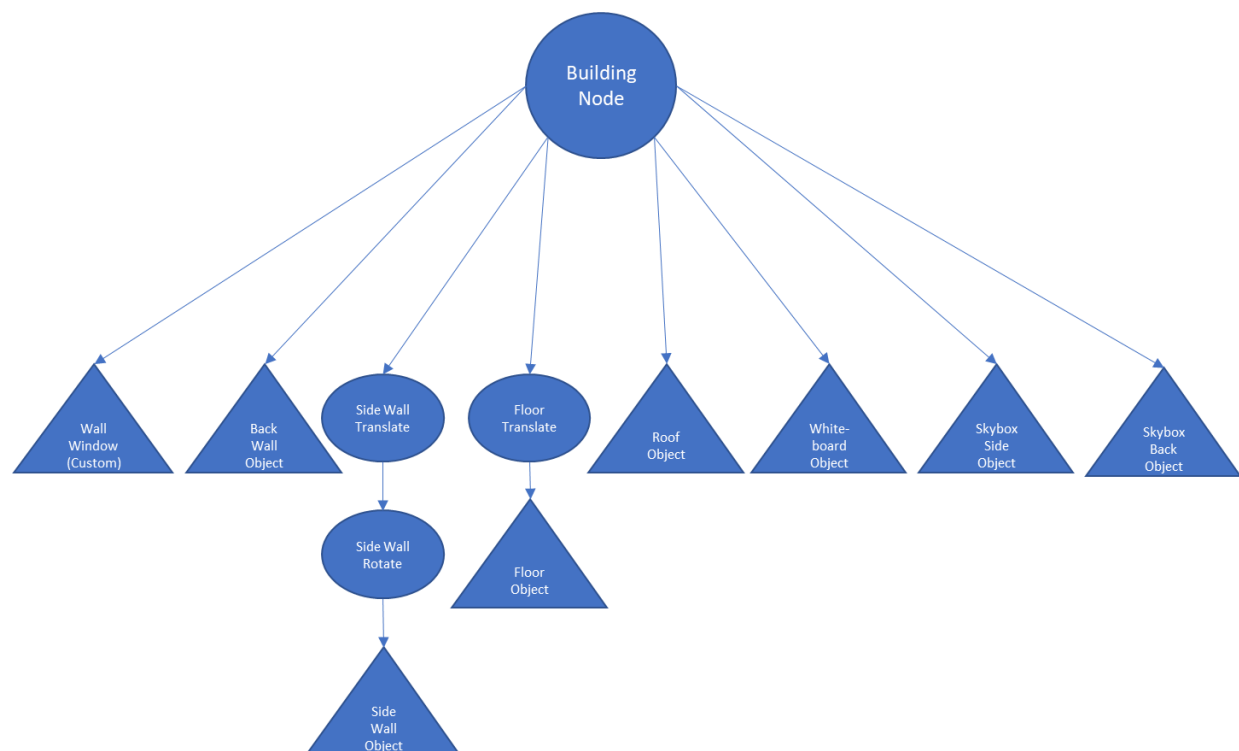 Building
Node
Wall
Window
(Custom)
Back
Wall
Object
Side Wall
Translate
Floor
Translate
Roof
Object
White-
board
Object
Skybox
Side
Object
Skybox
Back
Object
Side Wall
Rotate
Floor
Object
Side
Wall
Object